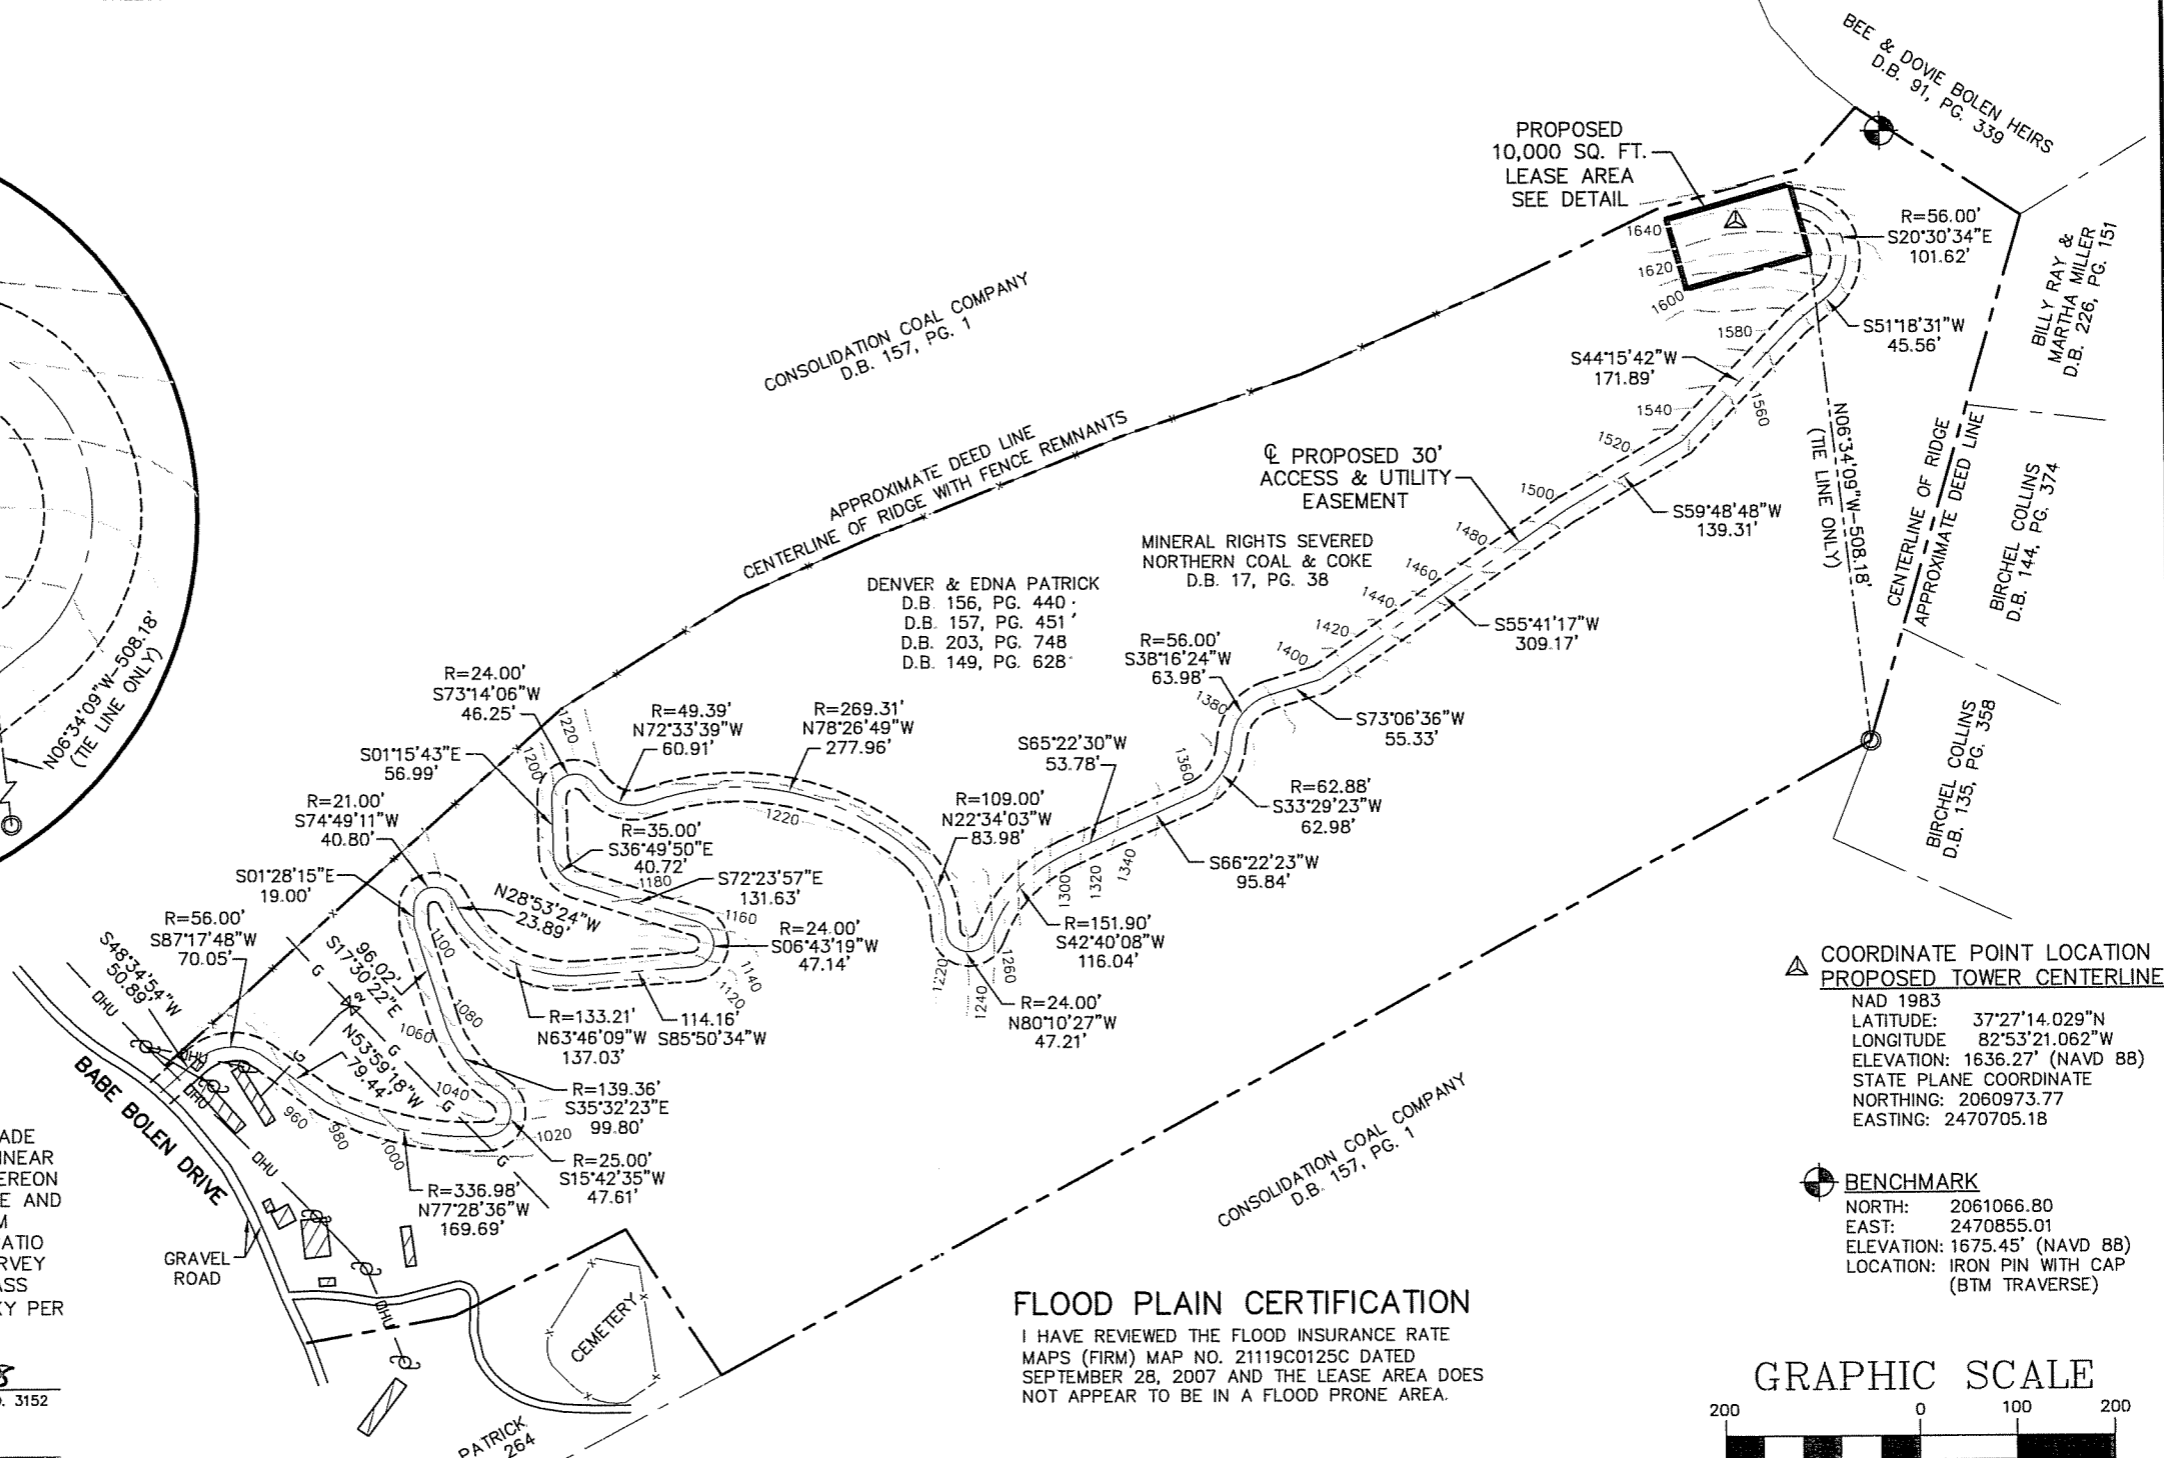 BEE & DOVIE BOLEN HEIRS
D.B. 91, PG. 339
PROPOSED
10,000 SQ. FT.
LEASE AREA
SEE DETAIL
1640
1620
1600
R=56.00'
S20°30'34"E
101.62'
BILLY RAY &
MARTHA MILLER
D.B. 226, PG. 151
S51°18'31"W
45.56'
1580
S44°15'42"W
171.89'
1560
1540
1520
N06°34'09"W-508.18'
(TIE LINE ONLY)
CENTERLINE OF RIDGE
APPROXIMATE DEED LINE
BIRCHEL COLLINS
D.B. 144, PG. 374
BIRCHEL COLLINS
D.B. 135, PG. 358
CONSOLIDATION COAL COMPANY
D.B. 157, PG. 1
APPROXIMATE DEED LINE
CENTERLINE OF RIDGE WITH FENCE REMNANTS
℄ PROPOSED 30'
ACCESS & UTILITY
EASEMENT
1500
1480
1460
1440
1420
1400
1380
1360
S59°48'48"W
139.31'
MINERAL RIGHTS SEVERED
NORTHERN COAL & COKE
D.B. 17, PG. 38
DENVER & EDNA PATRICK
D.B. 156, PG. 440
D.B. 157, PG. 451
D.B. 203, PG. 748
D.B. 149, PG. 628
S55°41'17"W
309.17'
R=56.00'
S38°16'24"W
63.98'
S73°06'36"W
55.33'
R=62.88'
S33°29'23"W
62.98'
S65°22'30"W
53.78'
S66°22'23"W
95.84'
1340
1320
1300
R=151.90'
S42°40'08"W
116.04'
R=109.00'
N22°34'03"W
83.98'
1260
1240
1220
R=24.00'
N80°10'27"W
47.21'
R=269.31'
N78°26'49"W
277.96'
1220
R=49.39'
N72°33'39"W
60.91'
R=24.00'
S73°14'06"W
46.25'
1220
1200
S01°15'43"E
56.99'
R=35.00'
S36°49'50"E
40.72'
1180
S72°23'57"E
131.63'
1160
1140
1120
R=24.00'
S06°43'19"W
47.14'
R=21.00'
S74°49'11"W
40.80'
S01°28'15"E
19.00'
N28°53'24"W
23.89'
1100
1080
1060
1040
1020
1000
980
960
114.16'
S85°50'34"W
R=133.21'
N63°46'09"W
137.03'
96.02'
S17°30'22"E
R=139.36'
S35°32'23"E
99.80'
R=25.00'
S15°42'35"W
47.61'
R=336.98'
N77°28'36"W
169.69'
N53°59'18"W
79.44'
R=56.00'
S87°17'48"W
70.05'
S48°34'54"W
50.89'
G
G
G
G
G
OHU
OHU
OHU
OHU
OHU
BABE BOLEN DRIVE
GRAVEL
ROAD
CEMETERY
PATRICK
264
CONSOLIDATION COAL COMPANY
D.B. 157, PG. 1
N06°34'09"W-508.18'
(TIE LINE ONLY)
ADE
INEAR
EREON
E AND
M
ATIO
RVEY
ASS
Y PER
. 3152
FLOOD PLAIN CERTIFICATION
I HAVE REVIEWED THE FLOOD INSURANCE RATE
MAPS (FIRM) MAP NO. 21119C0125C DATED
SEPTEMBER 28, 2007 AND THE LEASE AREA DOES
NOT APPEAR TO BE IN A FLOOD PRONE AREA.
COORDINATE POINT LOCATION
PROPOSED TOWER CENTERLINE
NAD 1983
LATITUDE: 37°27'14.029"N
LONGITUDE 82°53'21.062"W
ELEVATION: 1636.27' (NAVD 88)
STATE PLANE COORDINATE
NORTHING: 2060973.77
EASTING: 2470705.18
BENCHMARK
NORTH: 2061066.80
EAST: 2470855.01
ELEVATION: 1675.45' (NAVD 88)
LOCATION: IRON PIN WITH CAP
(BTM TRAVERSE)
GRAPHIC SCALE
200 0 100 200